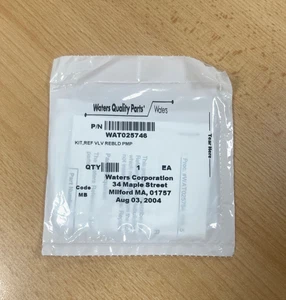 Waters Quality Parts™
Waters
P/N
WAT025746
KIT,REF VLV REBLD PMP
QTY 1 EA
Waters Corporation
34 Maple Street
Milford MA, 01757
Aug 03, 2004
Code
MB
Tear Here